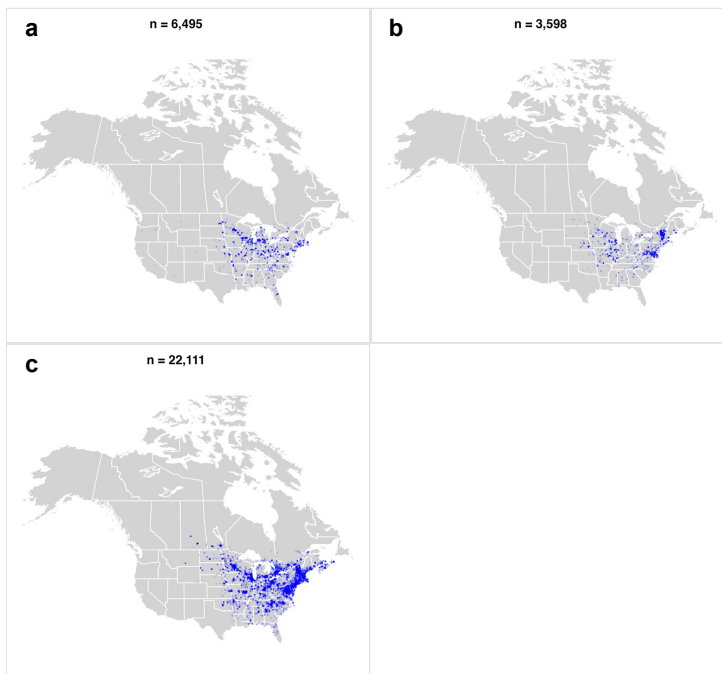 a
n = 6,495
b
n = 3,598
c
n = 22,111